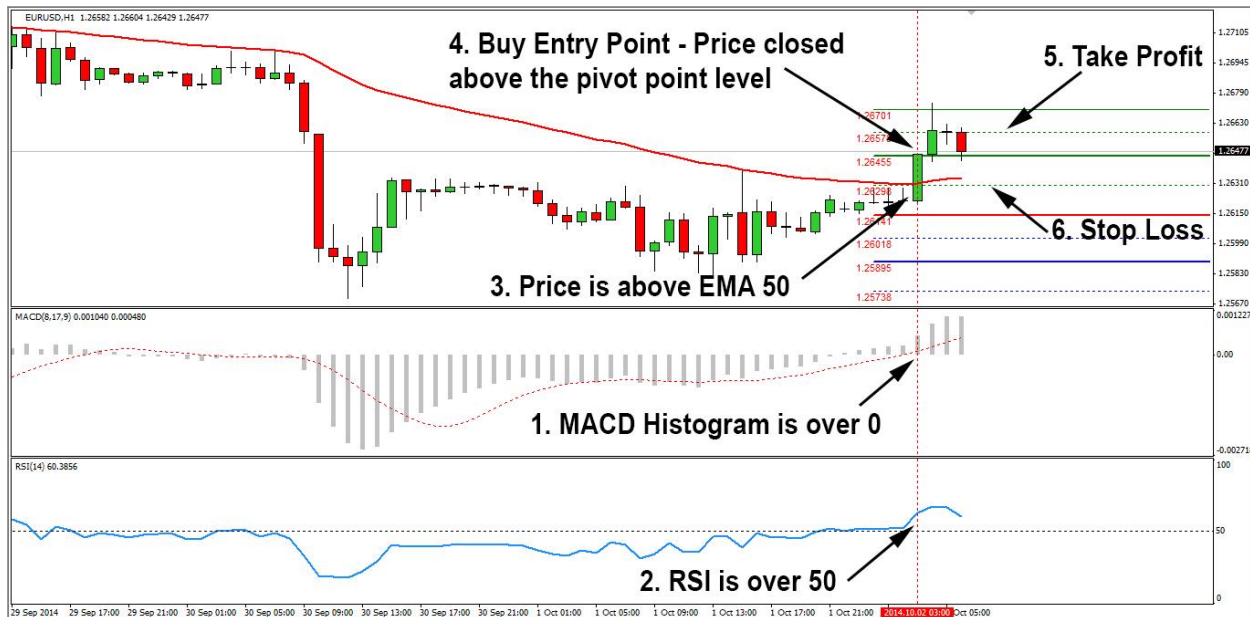 EURUSD,H1 1.26582 1.26604 1.26429 1.26477
4. Buy Entry Point - Price closed
above the pivot point level
5. Take Profit
3. Price is above EMA 50
6. Stop Loss
1.26701
1.26455
1.26298
1.26141
1.26018
1.25895
1.25738
1.27105
1.26945
1.26790
1.26630
1.26477
1.26310
1.26150
1.25990
1.25830
1.25670
MACD(8,17,9) 0.001040 0.000480
1. MACD Histogram is over 0
0.001227
0.00
-0.002718
RSI(14) 60.3856
2. RSI is over 50
100
50
0
29 Sep 2014
29 Sep 17:00
29 Sep 21:00
30 Sep 01:00
30 Sep 05:00
30 Sep 09:00
30 Sep 13:00
30 Sep 17:00
30 Sep 21:00
1 Oct 01:00
1 Oct 05:00
1 Oct 09:00
1 Oct 13:00
1 Oct 17:00
1 Oct 21:00
2014.10.02 03:00
Oct 05:00